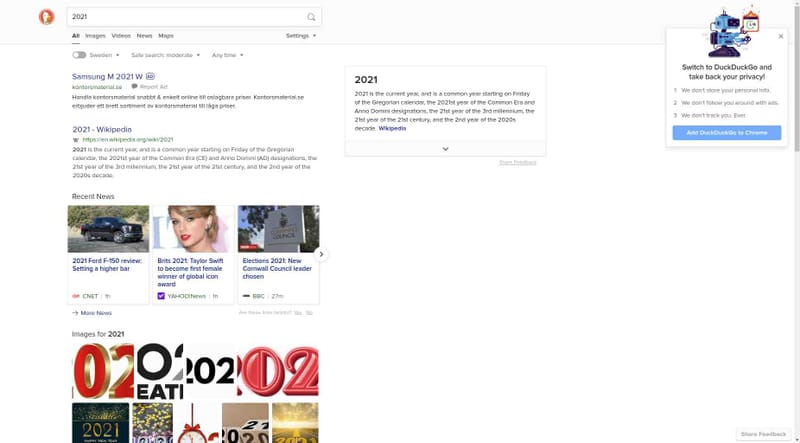 2021
All Images Videos News Maps Settings
Sweden Safe search: moderate Any time
Samsung M 2021 W AD
kontorsmaterial.se Report Ad
Handla kontorsmaterial snabbt & enkelt online till oslagbara priser. Kontorsmaterial.se
erbjuder ett brett sortiment av kontorsmaterial till låga priser.
2021 - Wikipedia
W https://en.wikipedia.org/wiki/2021
2021 is the current year, and is a common year starting on Friday of the Gregorian
calendar, the 2021st year of the Common Era (CE) and Anno Domini (AD) designations, the
21st year of the 3rd millennium, the 21st year of the 21st century, and the 2nd year of the
2020s decade.
Recent News
2021 Ford F-150 review:
Setting a higher bar
CNET | 1h
Brits 2021: Taylor Swift
to become first female
winner of global icon
award
YAHOO!News | 1h
CORNWALL
COUNCIL
Elections 2021: New
Cornwall Council leader
chosen
BBC | 27m
→ More News
Are these links helpful? Yes No
Images for 2021
202
2021
HAPPY NEW YEAR
2021
2021 is the current year, and is a common year starting on Friday
of the Gregorian calendar, the 2021st year of the Common Era and
Anno Domini designations, the 21st year of the 3rd millennium, the
21st year of the 21st century, and the 2nd year of the 2020s
decade. Wikipedia
Share Feedback
Switch to DuckDuckGo and
take back your privacy!
1 We don't store your personal info.
2 We don't follow you around with ads.
3 We don't track you. Ever.
Add DuckDuckGo to Chrome
Share Feedback